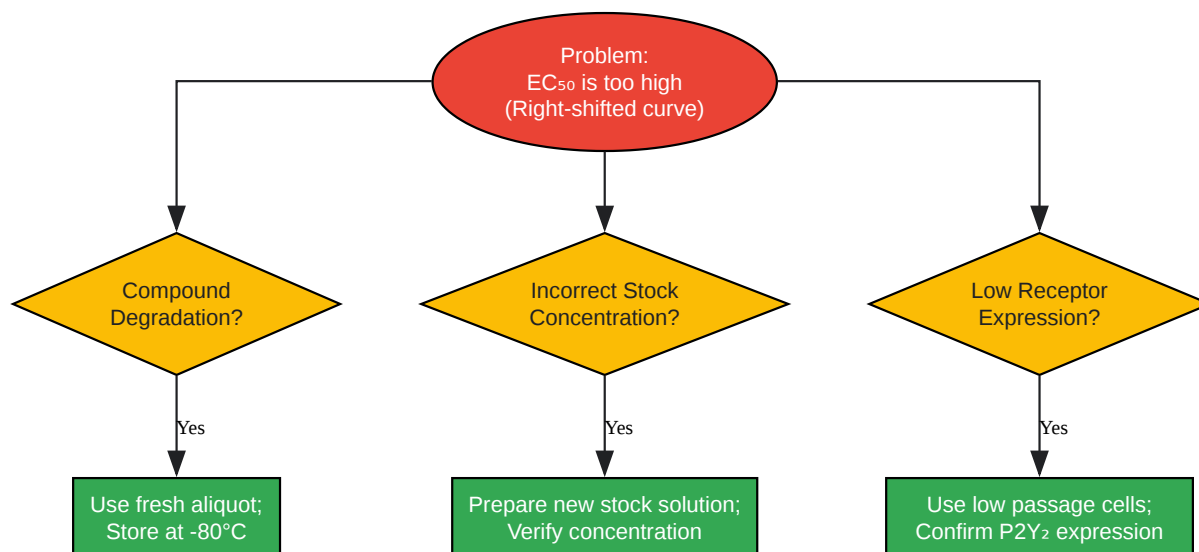 Problem:
EC₅₀ is too high
(Right-shifted curve)
Compound
Degradation?
Incorrect Stock
Concentration?
Low Receptor
Expression?
Yes
Yes
Yes
Use fresh aliquot;
Store at -80°C
Prepare new stock solution;
Verify concentration
Use low passage cells;
Confirm P2Y₂ expression